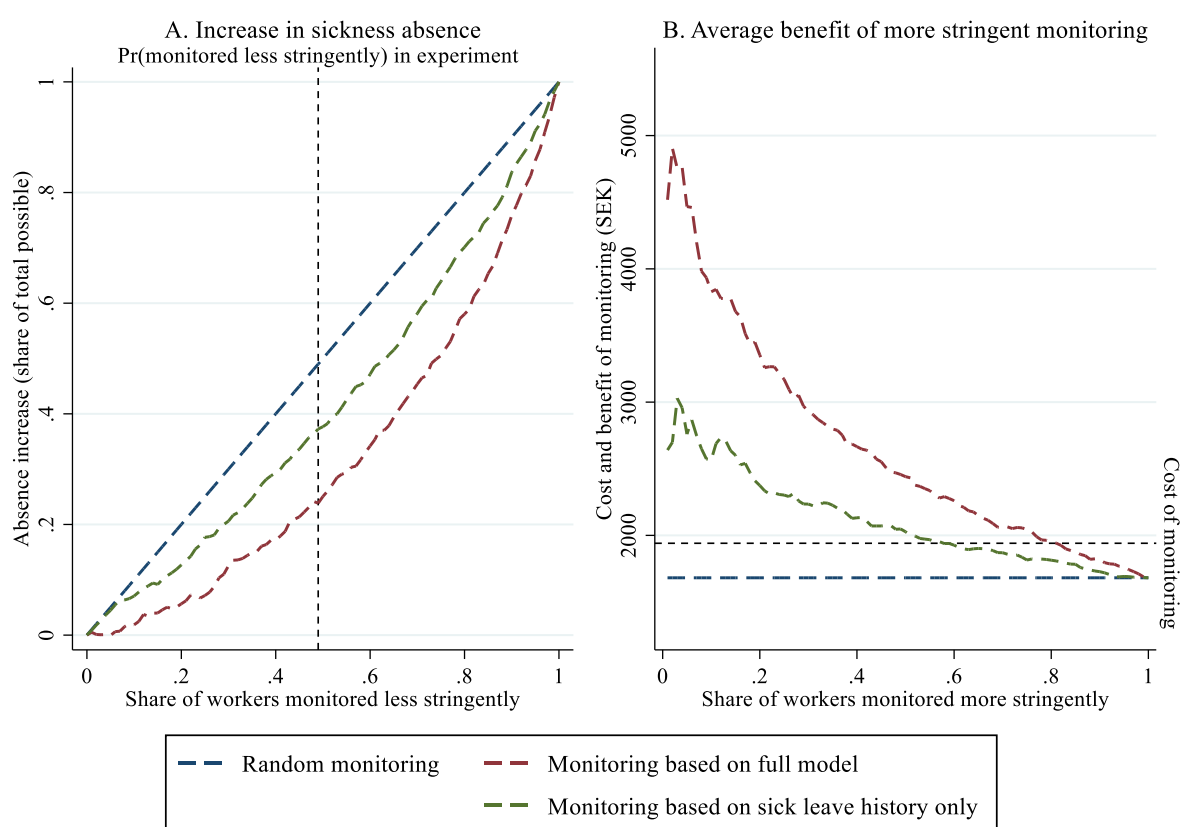 A. Increase in sickness absence
Pr(monitored less stringently) in experiment
Absence increase (share of total possible)
1
.8
.6
.4
.2
0
0 .2 .4 .6 .8 1
Share of workers monitored less stringently
B. Average benefit of more stringent monitoring
Cost and benefit of monitoring (SEK)
5000
4000
3000
2000
Cost of monitoring
0 .2 .4 .6 .8 1
Share of workers monitored more stringently
Random monitoring
Monitoring based on full model
Monitoring based on sick leave history only